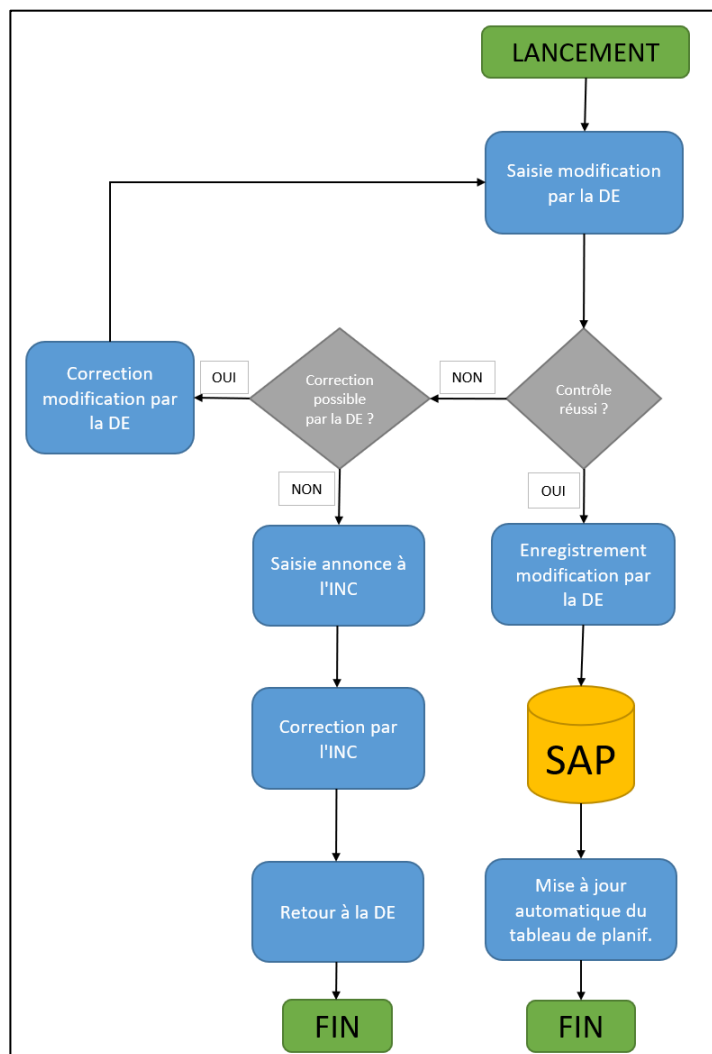 LANCEMENT
Saisie modification
par la DE
Correction
modification par
la DE
OUI
Correction
possible
par la DE ?
NON
Contrôle
réussi ?
NON
OUI
Saisie annonce à
l'INC
Enregistrement
modification par
la DE
Correction par
l'INC
SAP
Retour à la DE
Mise à jour
automatique du
tableau de planif.
FIN
FIN